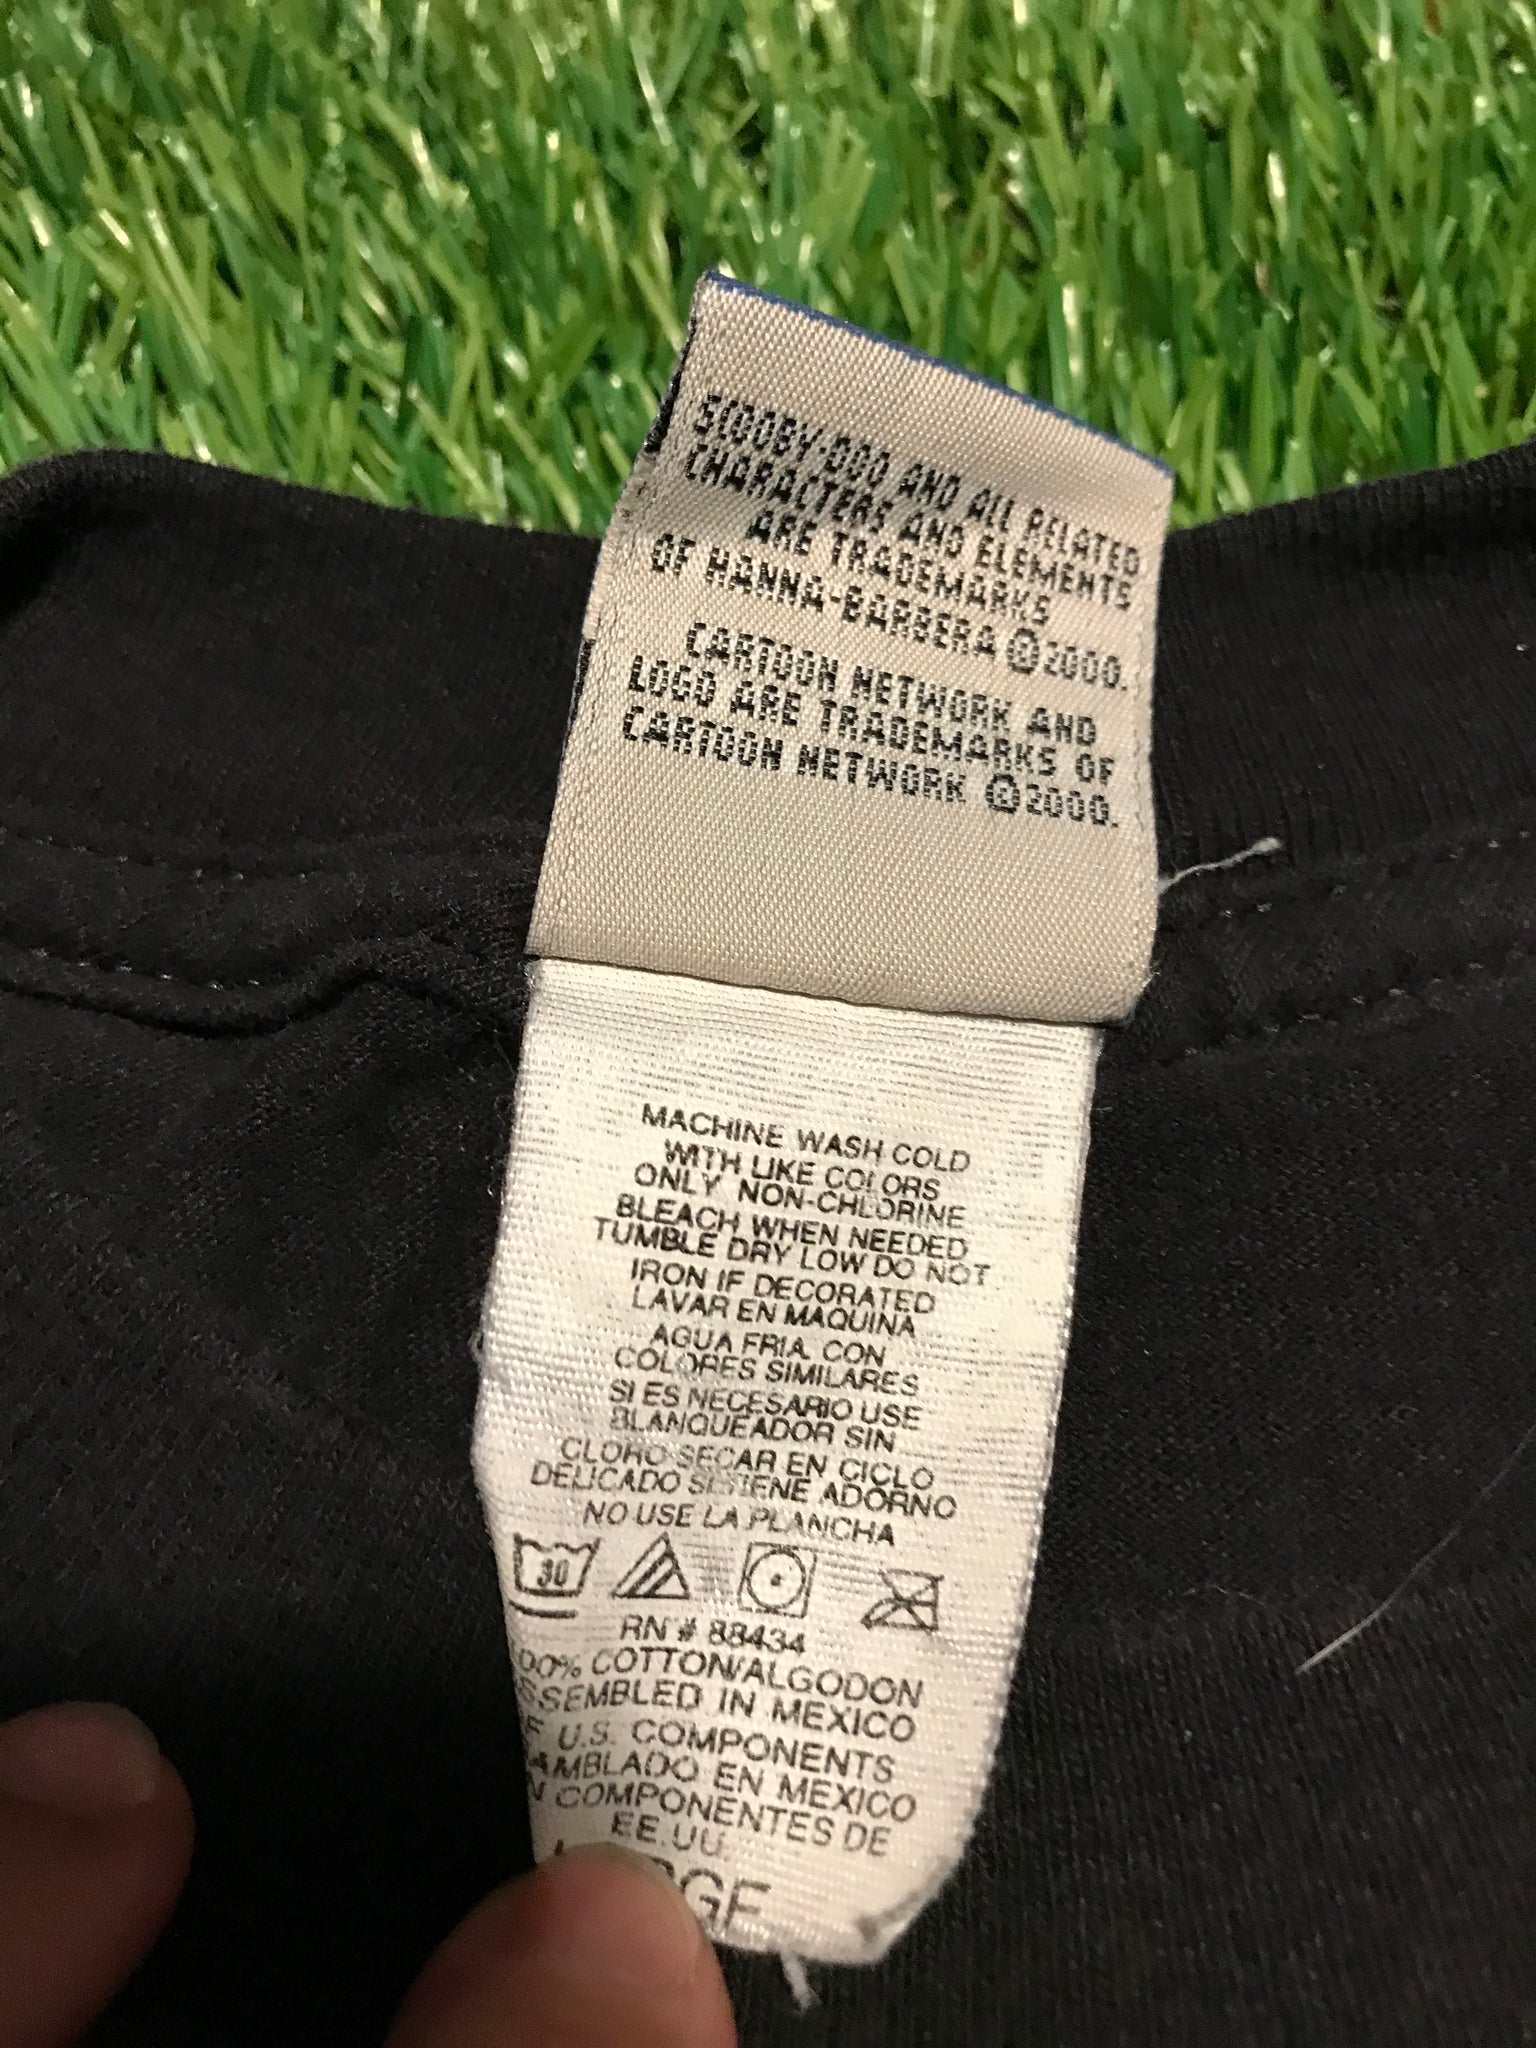 SCOOBY-DOO AND ALL RELATED
CHARACTERS AND ELEMENTS
ARE TRADEMARKS
OF HANNA-BARBERA ©2000.
CARTOON NETWORK AND
LOGO ARE TRADEMARKS OF
CARTOON NETWORK ©2000.
MACHINE WASH COLD
WITH LIKE COLORS
ONLY NON-CHLORINE
BLEACH WHEN NEEDED
TUMBLE DRY LOW DO NOT
IRON IF DECORATED
LAVAR EN MAQUINA
AGUA FRIA CON
COLORES SIMILARES
SI ES NECESARIO USE
BLANQUEADOR SIN
CLORO SECAR EN CICLO
DELICADO SI TIENE ADORNO
NO USE LA PLANCHA
30
RN # 88434
00% COTTON/ALGODON
SSEMBLED IN MEXICO
F U.S. COMPONENTS
AMBLADO EN MEXICO
N COMPONENTES DE
EE.UU.
GE